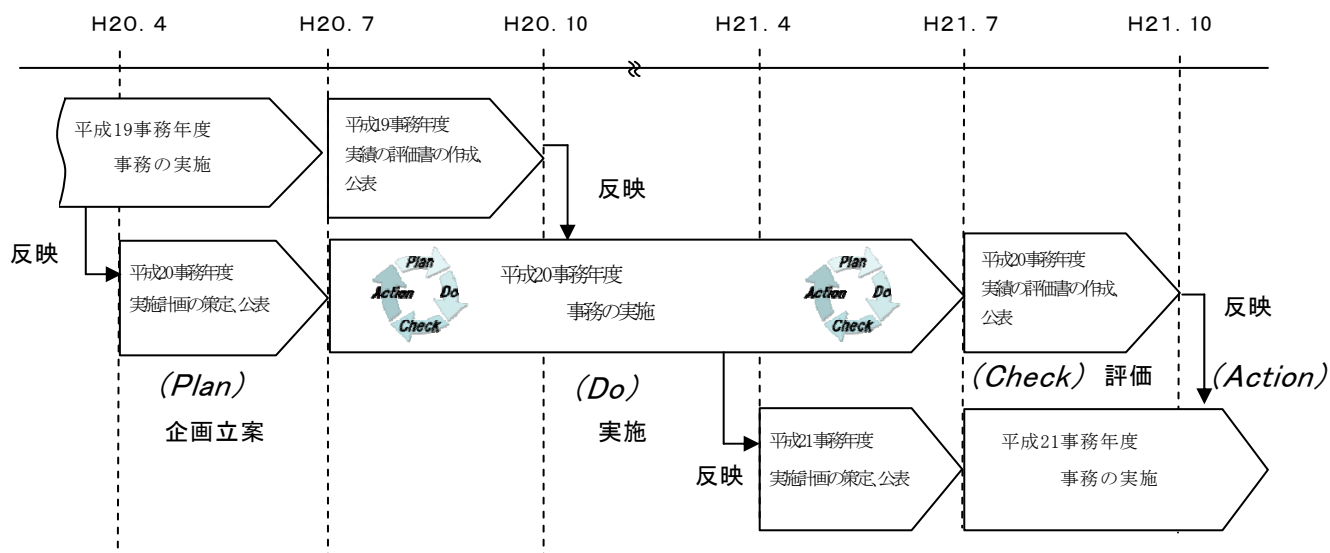 H20. 4
H20. 7
H20. 10
H21. 4
H21. 7
H21. 10
平成19事務年度
事務の実施
平成19事務年度
実績の評価書の作成、
公表
反映
反映
平成20事務年度
実施計画の策定、公表
Plan
Do
Check
Action
平成20事務年度
事務の実施
Plan
Do
Check
Action
平成20事務年度
実績の評価書の作成、
公表
反映
(Plan)
企画立案
(Do)
実施
(Check) 評価
(Action)
反映
平成21事務年度
実施計画の策定、公表
平成21事務年度
事務の実施